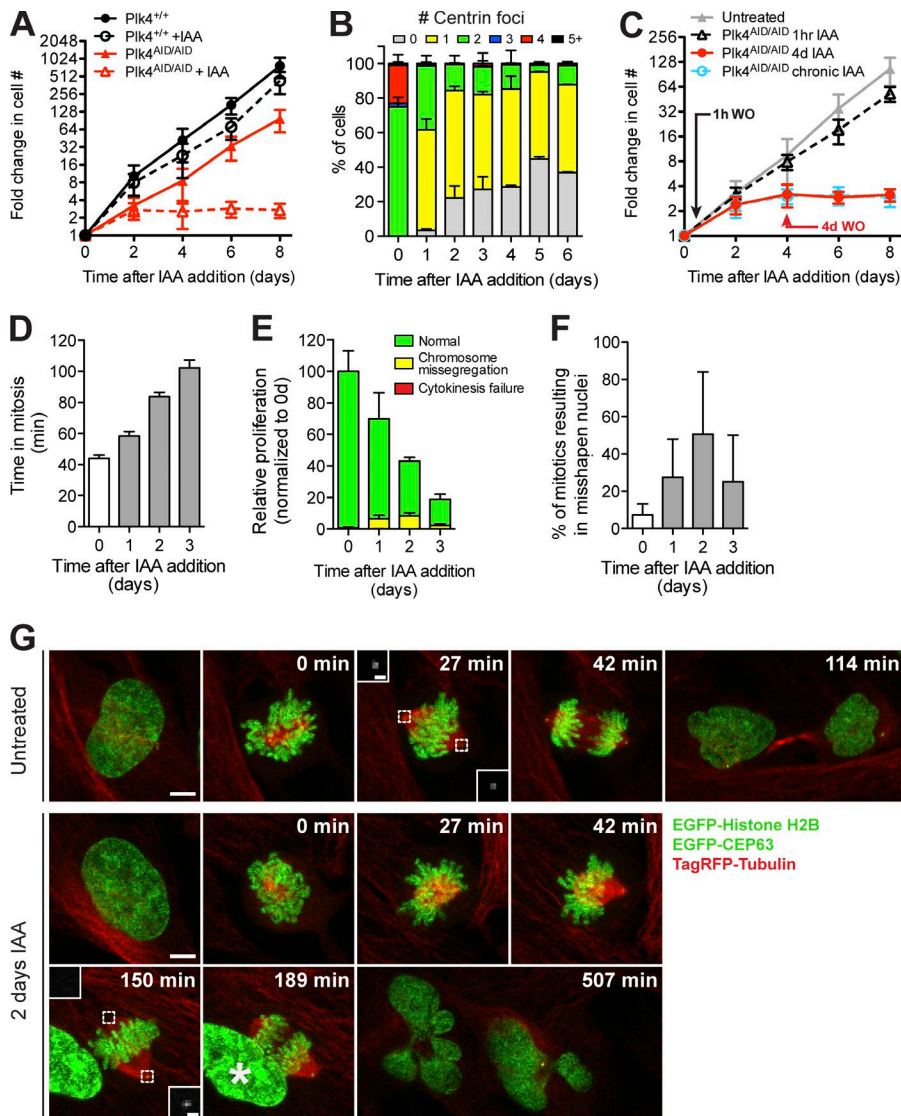 A
Plk4+/+
Plk4+/+ +IAA
Plk4AID/AID
Plk4AID/AID + IAA
Fold change in cell #
2048
1024
512
256
128
64
32
16
8
4
2
1
0 2 4 6 8
Time after IAA addition (days)
B
# Centrin foci
0 1 2 3 4 5+
% of cells
100
80
60
40
20
0
0 1 2 3 4 5 6
Time after IAA addition (days)
C
Untreated
Plk4AID/AID 1hr IAA
Plk4AID/AID 4d IAA
Plk4AID/AID chronic IAA
Fold change in cell #
256
128
64
32
16
8
4
2
1
1h WO
4d WO
0 2 4 6 8
Time after IAA addition (days)
D
Time in mitosis
(min)
120
100
80
60
40
20
0
0 1 2 3
Time after IAA addition
(days)
E
Normal
Chromosome
missegregation
Cytokinesis failure
Relative proliferation
(normalized to 0d)
120
100
80
60
40
20
0
0 1 2 3
Time after IAA addition
(days)
F
% of mitotics resulting
in misshapen nuclei
100
80
60
40
20
0
0 1 2 3
Time after IAA addition
(days)
G
Untreated
0 min
27 min
42 min
114 min
2 days IAA
0 min
27 min
42 min
EGFP-Histone H2B
EGFP-CEP63
TagRFP-Tubulin
150 min
189 min
507 min
*